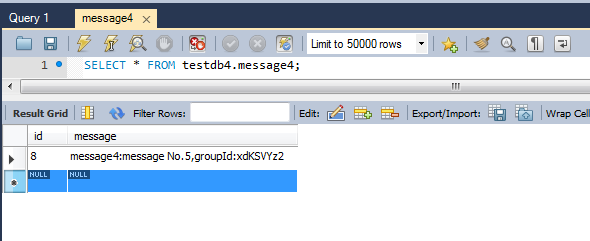 Query 1 message4
Limit to 50000 rows
1 SELECT * FROM testdb4.message4;
Result Grid Filter Rows: Edit: Export/Import: Wrap Cell
id message
8 message4:message No.5,groupId:xdKSVYz2
NULL NULL